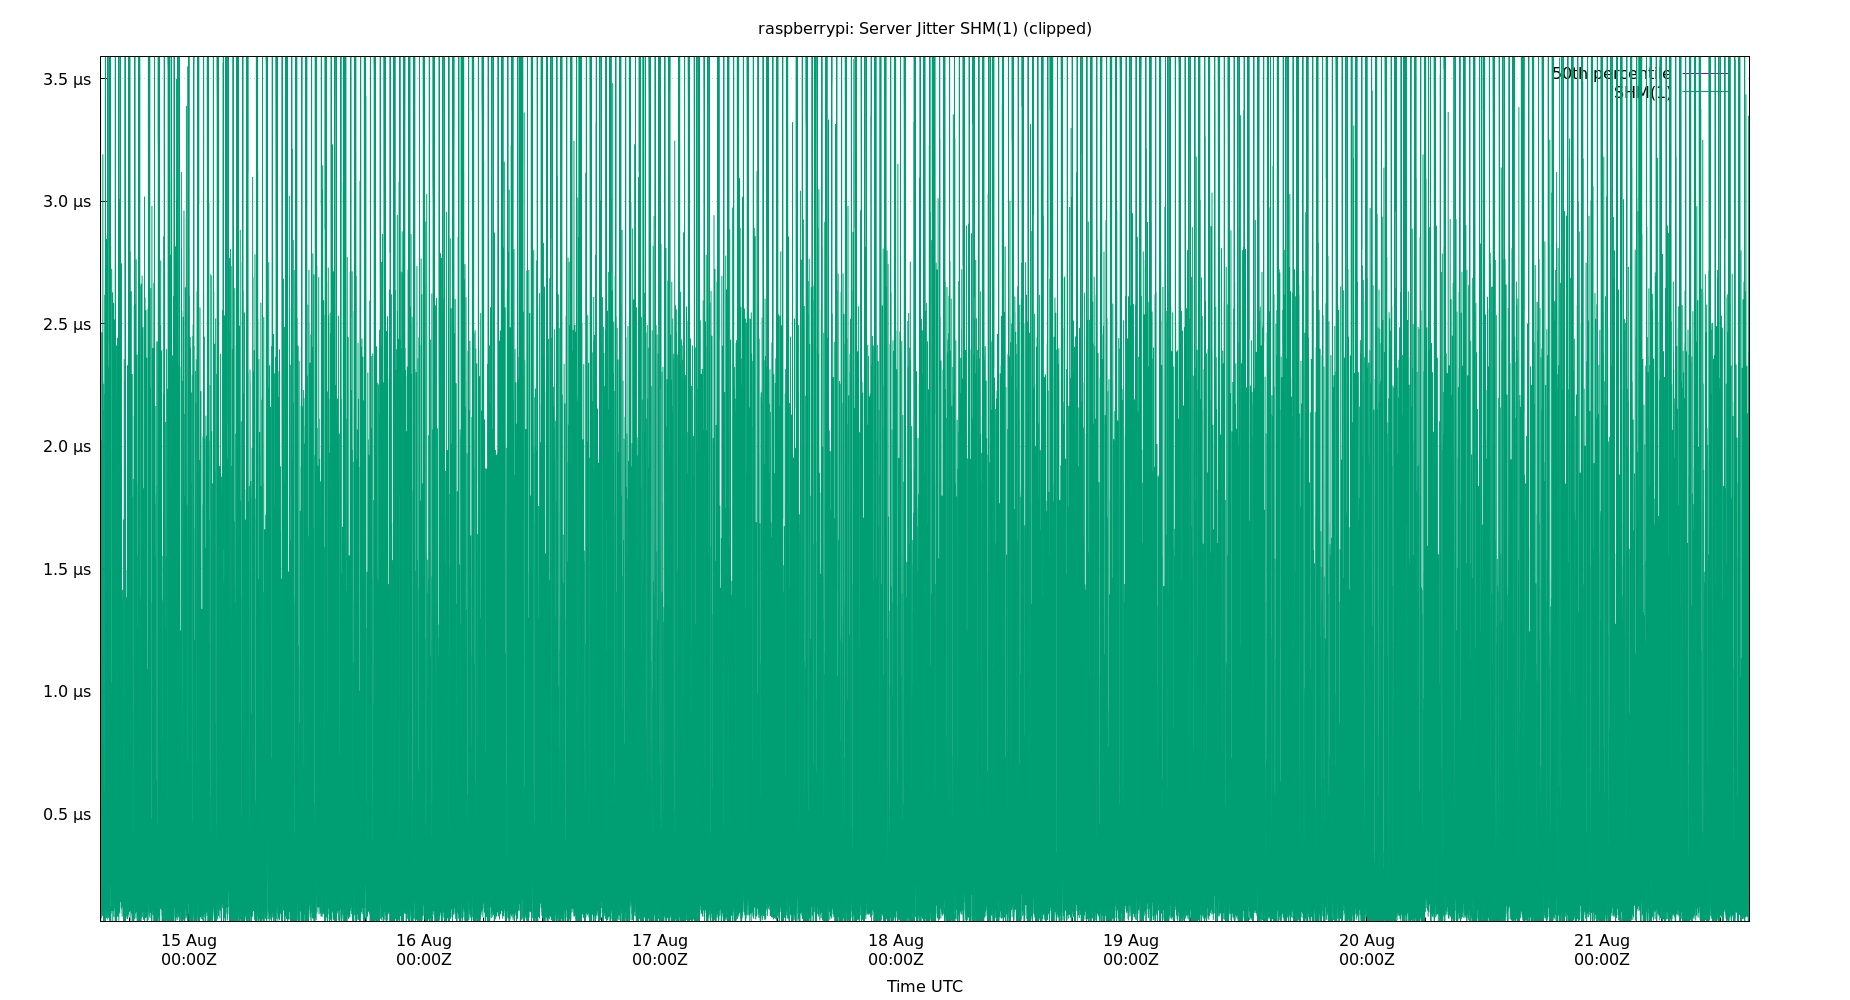 raspberrypi: Server Jitter SHM(1) (clipped)
50th percentile
SHM(1)
3.5 μs
3.0 μs
2.5 μs
2.0 μs
1.5 μs
1.0 μs
0.5 μs
15 Aug 16 Aug 17 Aug 18 Aug 19 Aug 20 Aug 21 Aug
00:00Z 00:00Z 00:00Z 00:00Z 00:00Z 00:00Z 00:00Z
Time UTC